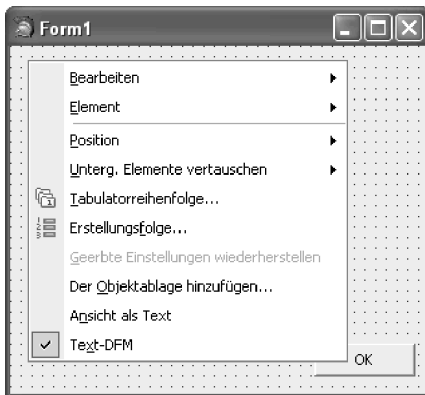 Form1
Bearbeiten
Element
Position
Unterg. Elemente vertauschen
Tabulatorreihenfolge...
Erstellungsfolge...
Geerbte Einstellungen wiederherstellen
Der Objektablage hinzufügen...
Ansicht als Text
Text-DFM
OK